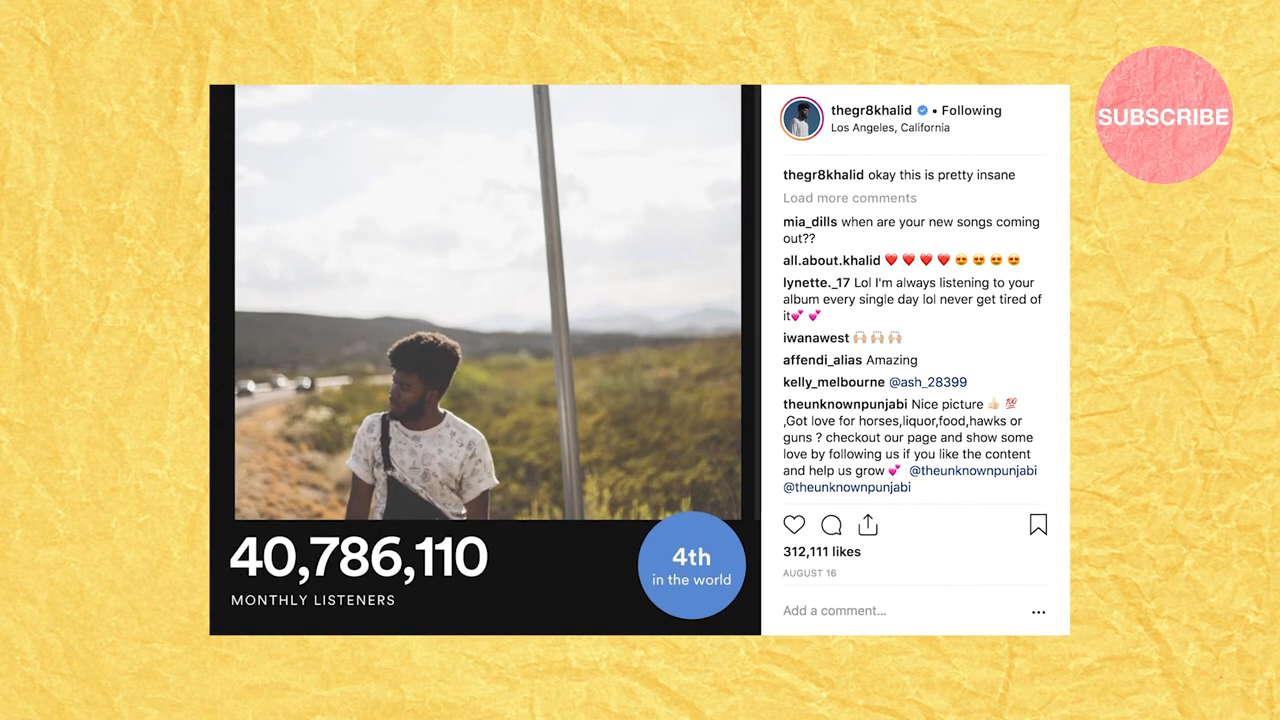 SUBSCRIBE
thegr8khalid • Following
Los Angeles, California
thegr8khalid okay this is pretty insane
Load more comments
mia_dills when are your new songs coming
out??
all.about.khalid ❤️ ❤️ ❤️ ❤️ 😍 😍 😍 😍
lynette._17 Lol I'm always listening to your
album every single day lol never get tired of
it💕 💕
iwanawest 🙌🏼 🙌🏼 🙌🏼
affendi_alias Amazing
kelly_melbourne @ash_28399
theunknownpunjabi Nice picture 👍🏻 💯
,Got love for horses,liquor,food,hawks or
guns ? checkout our page and show some
love by following us if you like the content
and help us grow 💕 @theunknownpunjabi
@theunknownpunjabi
312,111 likes
AUGUST 16
Add a comment...
40,786,110
MONTHLY LISTENERS
4th
in the world